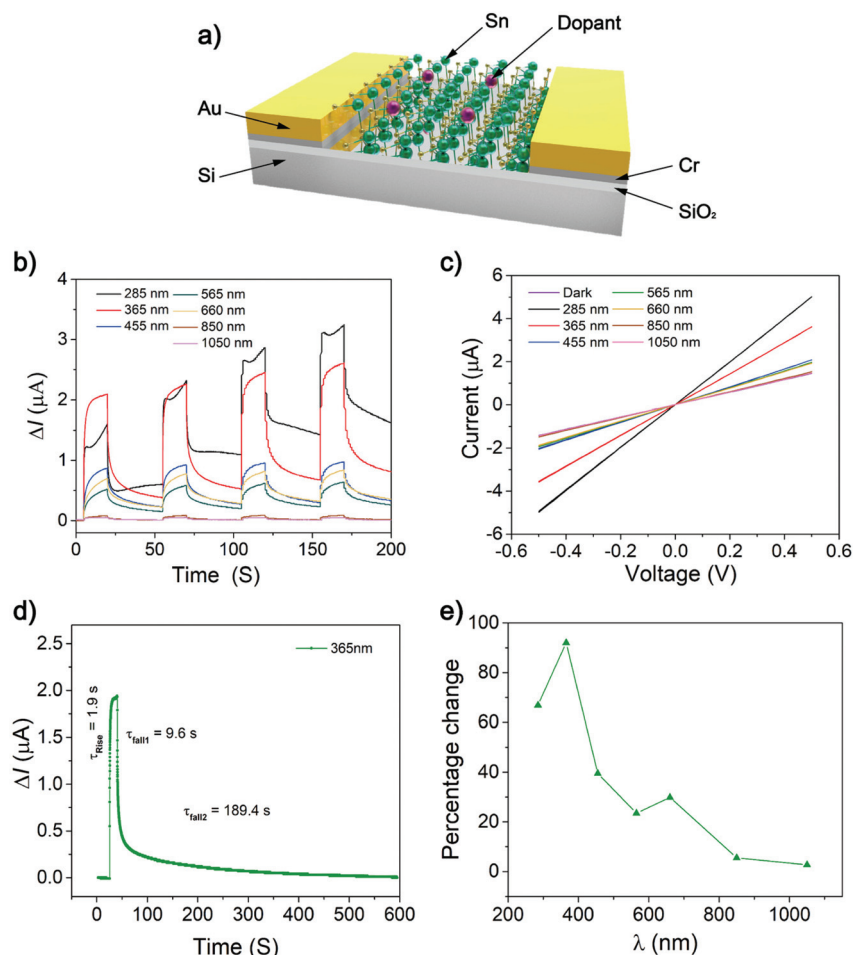 a)
Sn
Dopant
Au
Si
Cr
SiO₂
b)
4
3
2
1
0
285 nm
365 nm
455 nm
565 nm
660 nm
850 nm
1050 nm
ΔI (μA)
0 50 100 150 200
Time (S)
c)
6
4
2
0
-2
-4
-6
Dark
285 nm
365 nm
455 nm
565 nm
660 nm
850 nm
1050 nm
Current (μA)
-0.6 -0.4 -0.2 0.0 0.2 0.4 0.6
Voltage (V)
d)
2.5
2.0
1.5
1.0
0.5
0.0
365nm
τRise = 1.9 s
τfall1 = 9.6 s
τfall2 = 189.4 s
ΔI (μA)
0 100 200 300 400 500 600
Time (S)
e)
100
80
60
40
20
0
Percentage change
200 400 600 800 1000
λ (nm)